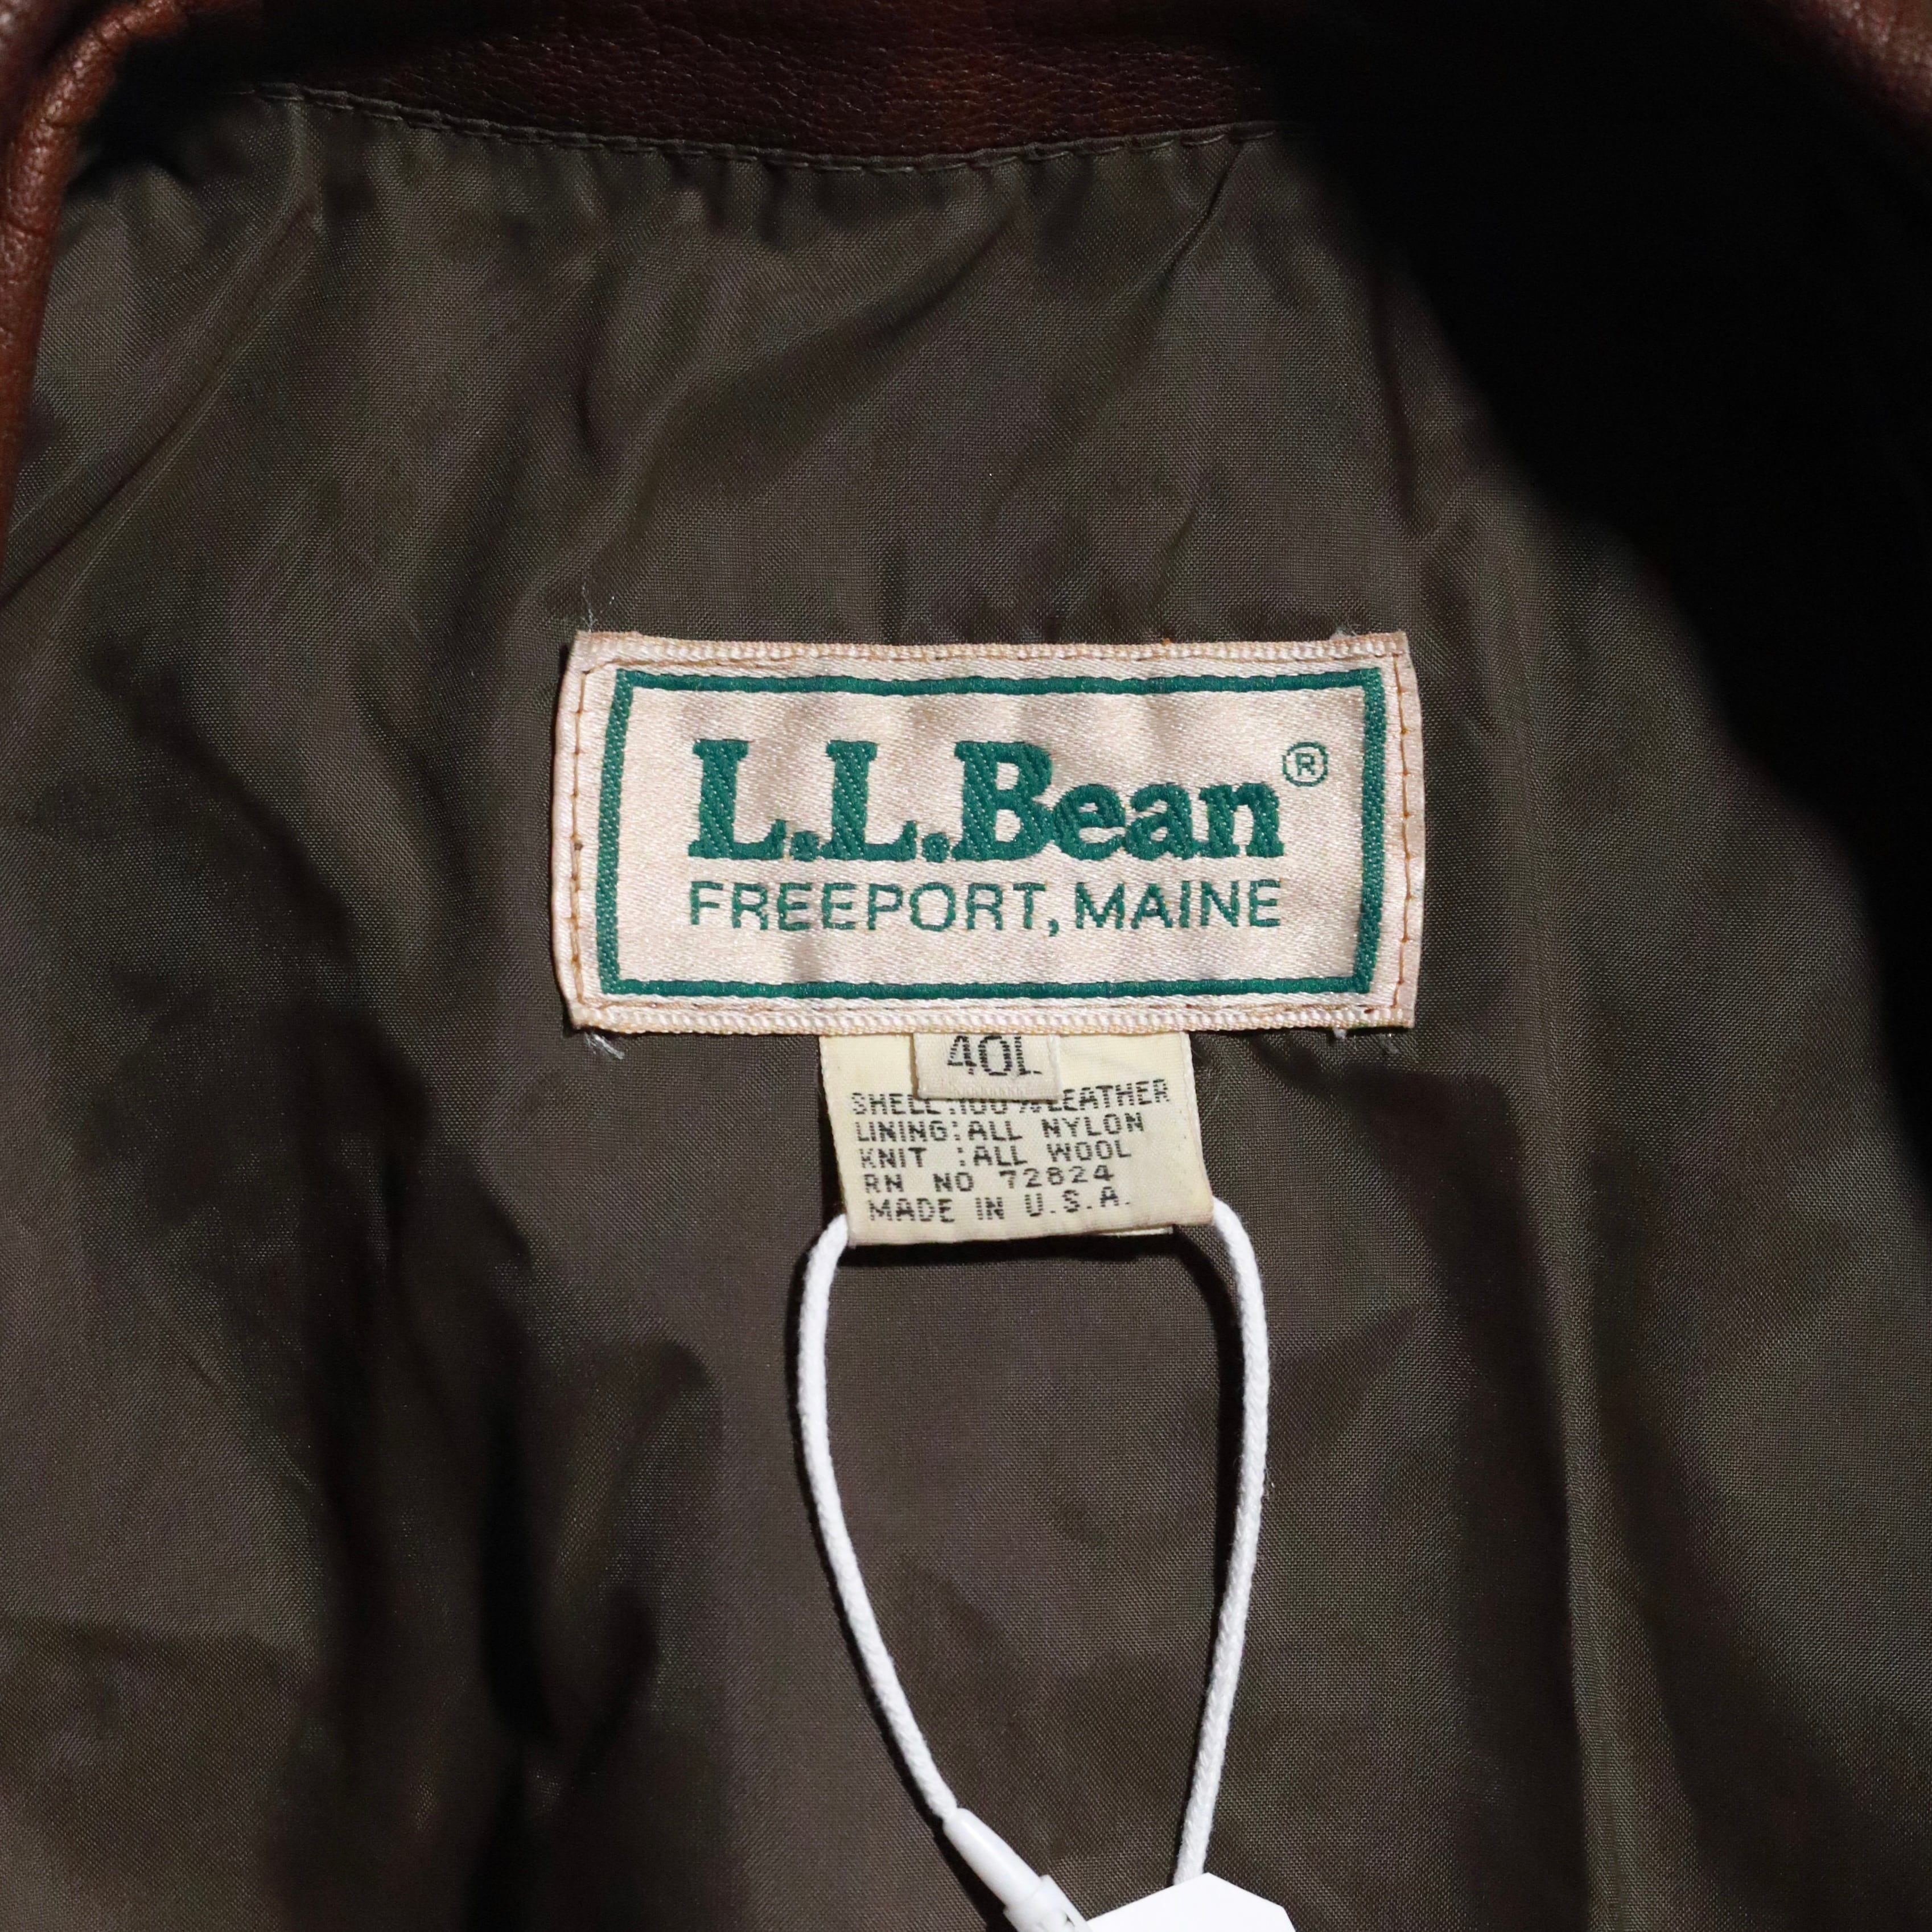 L.L.Bean®
FREEPORT, MAINE
40L
SHELL:100%LEATHER
LINING:ALL NYLON
KNIT :ALL WOOL
RN NO 72824
MADE IN U.S.A.